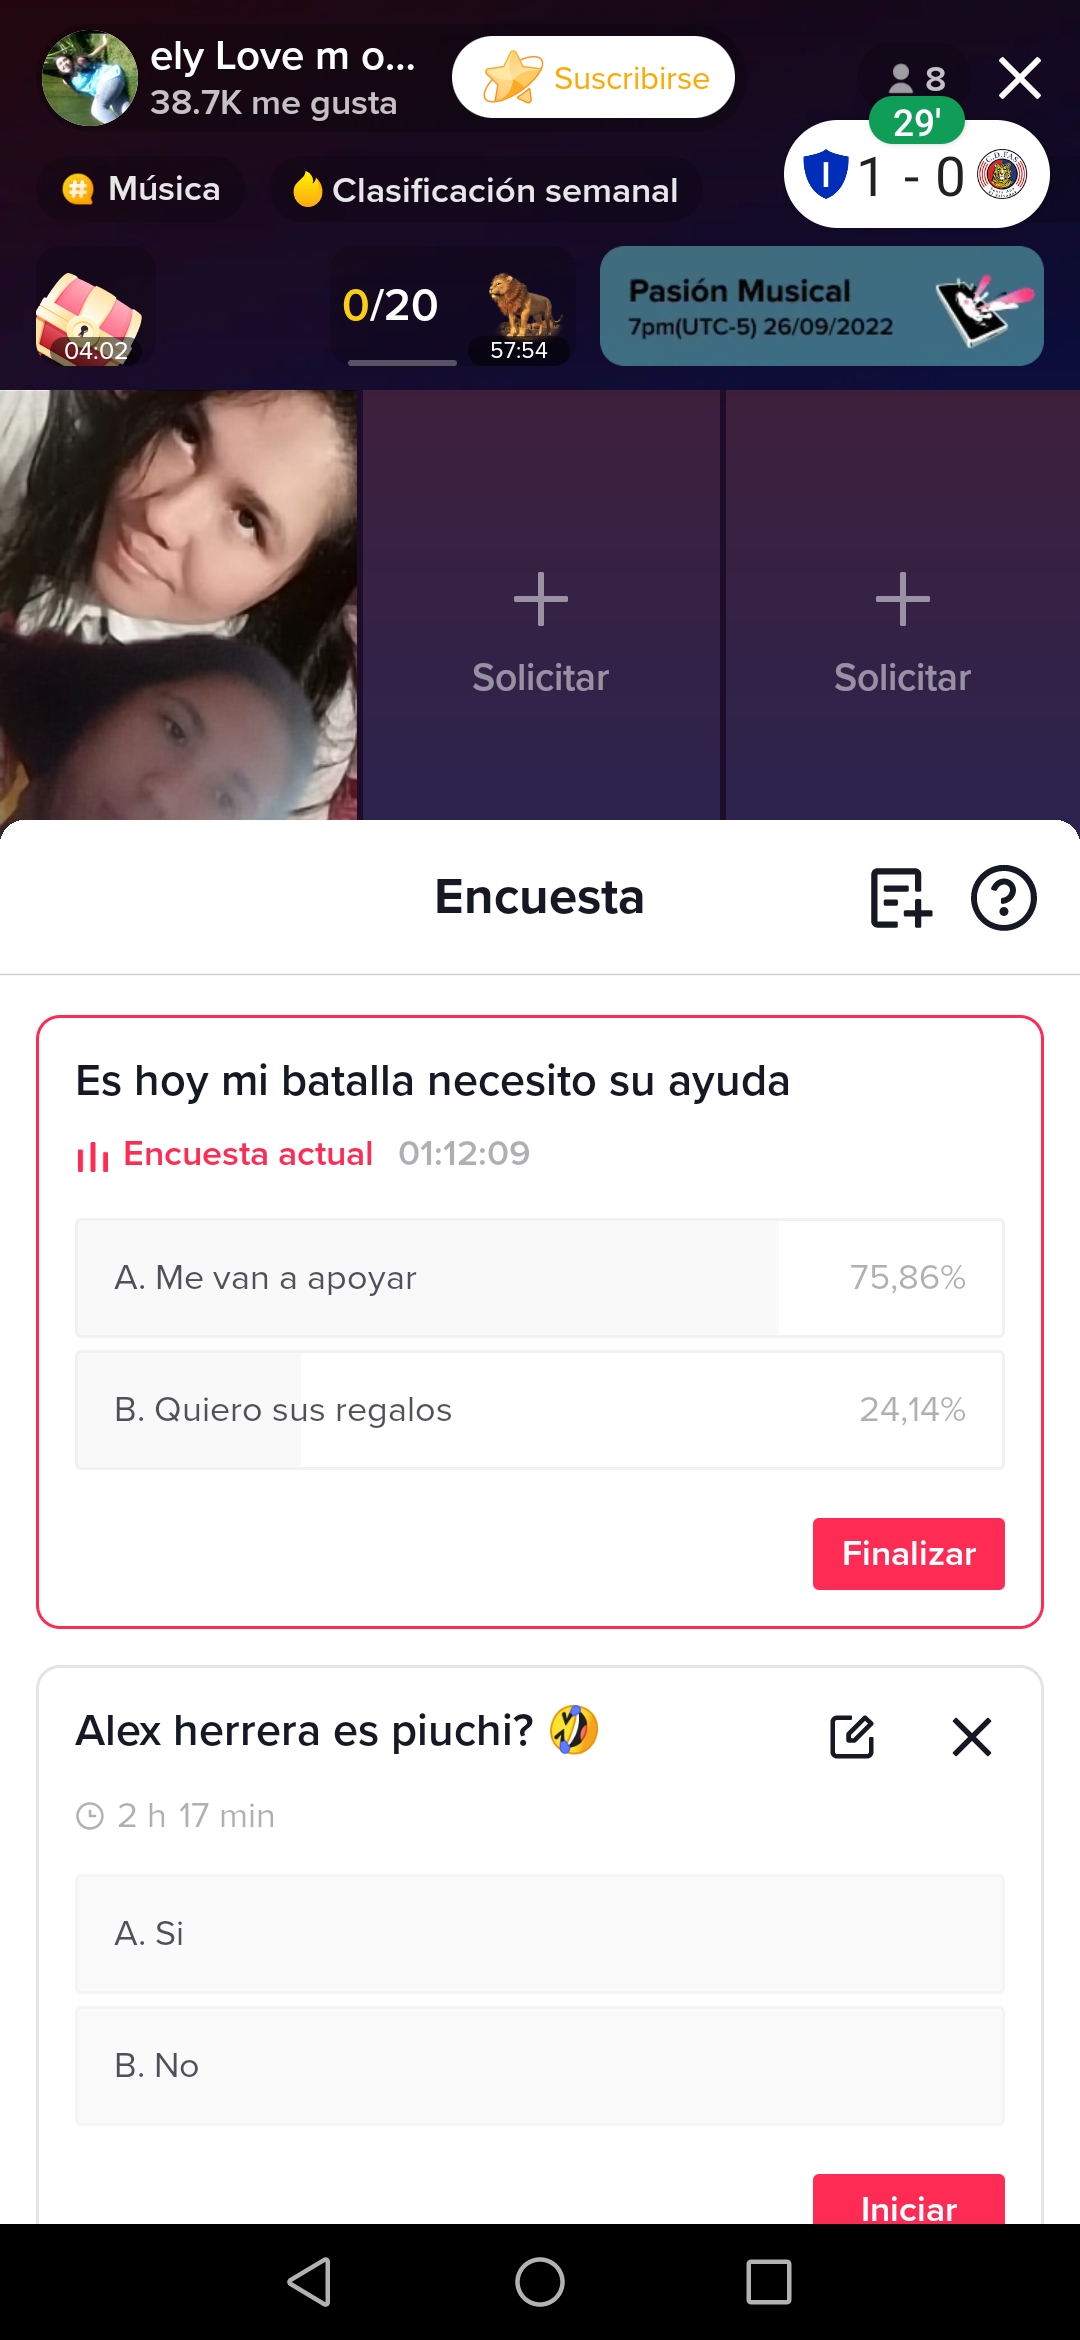 ely Love m o...
38.7K me gusta
Suscribirse
8
29'
1 - 0
Música
Clasificación semanal
04:02
0/20
57:54
Pasión Musical
7pm(UTC-5) 26/09/2022
Solicitar
Solicitar
Encuesta
Es hoy mi batalla necesito su ayuda
Encuesta actual 01:12:09
A. Me van a apoyar 75,86%
B. Quiero sus regalos 24,14%
Finalizar
Alex herrera es piuchi? 🤣
2 h 17 min
A. Si
B. No
Iniciar